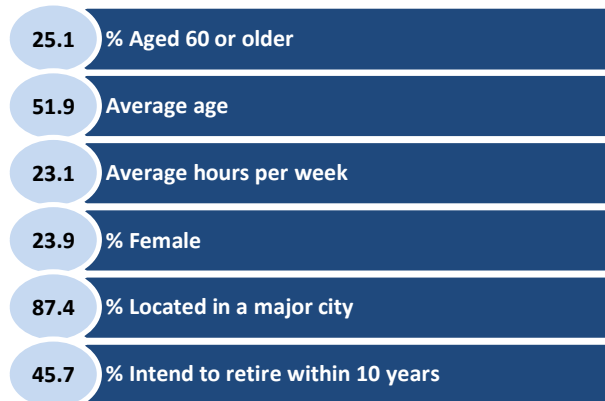 25.1 % Aged 60 or older
51.9 Average age
23.1 Average hours per week
23.9 % Female
87.4 % Located in a major city
45.7 % Intend to retire within 10 years